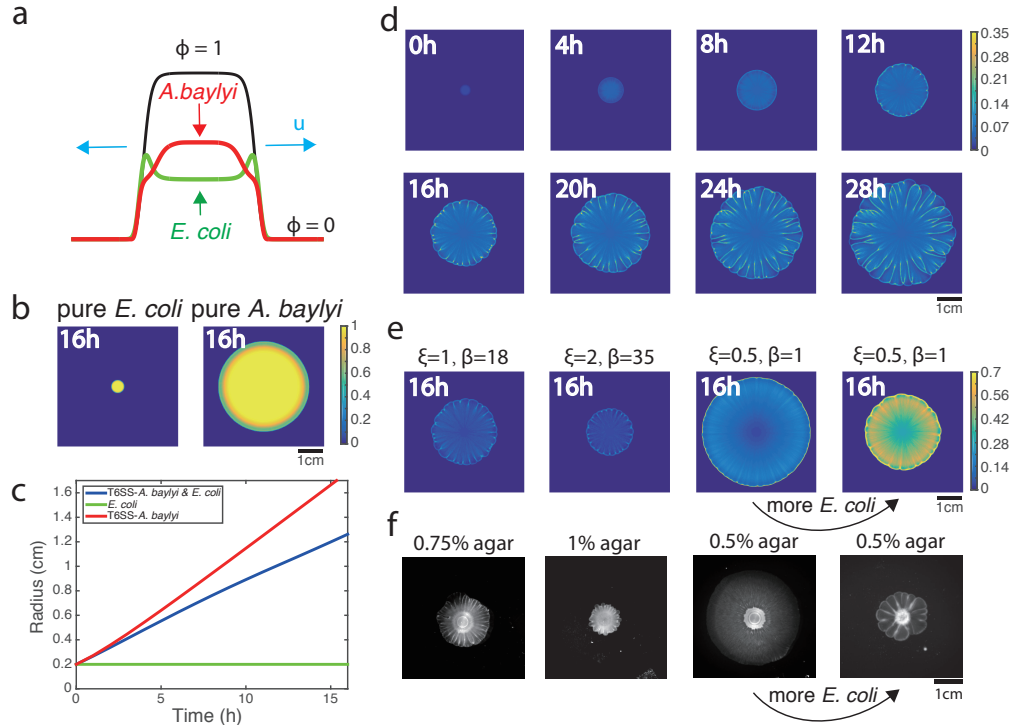 a
ϕ = 1
A.baylyi
u
E. coli
ϕ=0
b
pure E. coli
pure A. baylyi
16h
16h
1
0.8
0.6
0.4
0.2
0
1cm
c
T6SS-A. baylyi & E. coli
E. coli
T6SS-A. baylyi
Radius (cm)
1.6
1.4
1.2
1
0.8
0.6
0.4
0.2
0
0
5
10
15
Time (h)
d
0h
4h
8h
12h
0.35
0.28
0.21
0.14
0.07
0
16h
20h
24h
28h
1cm
e
ξ=1, β=18
ξ=2, β=35
ξ=0.5, β=1
ξ=0.5, β=1
16h
16h
16h
16h
0.7
0.56
0.42
0.28
0.14
0
more E. coli
1cm
f
0.75% agar
1% agar
0.5% agar
0.5% agar
more E. coli
1cm